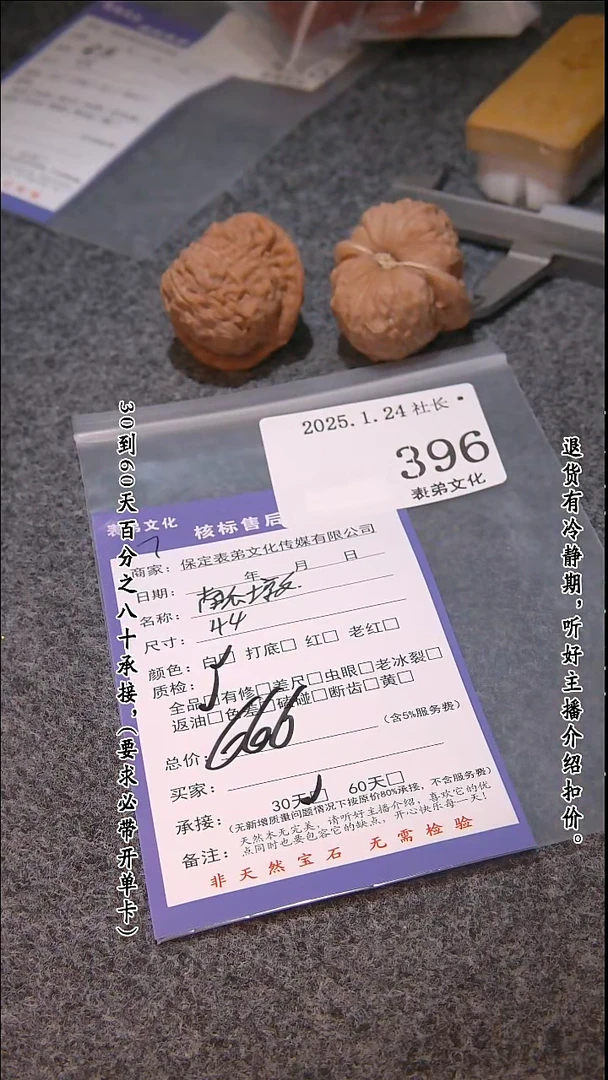 2025.1.24 社长
396
表弟文化
表弟文化 核标售后
商家：保定表弟文化传媒有限公司
日期： 年 月 日
名称：
尺寸：44
颜色：白□ 打底□ 红□ 老红□
质检：全品□有修□差尺□虫眼□老冰裂□
返油□色差□磕碰□断齿□黄□
总价：666（含5%服务费）
买家：
承接：30天☑ 60天□
（无新增质量问题情况下按原价80%承接，不含服务费）
备注：天然本无完美，请听好主播介绍，喜欢它的优
点同时也要包容它的缺点，开心快乐每一天！
非天然宝石 无需检验
30到60天百分之八十承接，（要求必带开单卡）
退货有冷静期，听好主播介绍扣价。